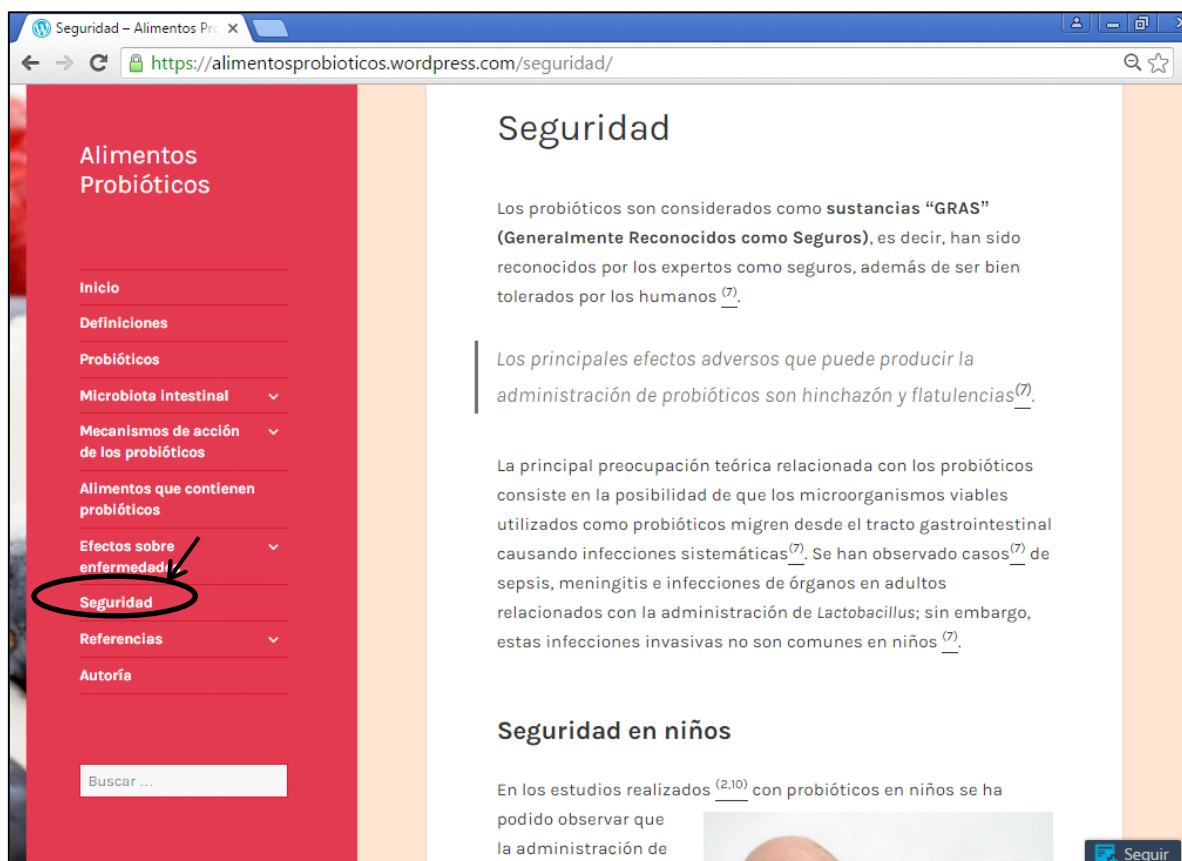 Seguridad – Alimentos Pro
https://alimentosprobioticos.wordpress.com/seguridad/
Alimentos
Probióticos
Inicio
Definiciones
Probióticos
Microbiota intestinal
Mecanismos de acción
de los probióticos
Alimentos que contienen
probióticos
Efectos sobre
enfermedades
Seguridad
Referencias
Autoría
Buscar ...
Seguridad
Los probióticos son considerados como sustancias “GRAS”
(Generalmente Reconocidos como Seguros), es decir, han sido
reconocidos por los expertos como seguros, además de ser bien
tolerados por los humanos (7).
Los principales efectos adversos que puede producir la
administración de probióticos son hinchazón y flatulencias(7).
La principal preocupación teórica relacionada con los probióticos
consiste en la posibilidad de que los microorganismos viables
utilizados como probióticos migren desde el tracto gastrointestinal
causando infecciones sistemáticas(7). Se han observado casos(7) de
sepsis, meningitis e infecciones de órganos en adultos
relacionados con la administración de Lactobacillus; sin embargo,
estas infecciones invasivas no son comunes en niños (7).
Seguridad en niños
En los estudios realizados (2,10) con probióticos en niños se ha
podido observar que
la administración de
Seguir